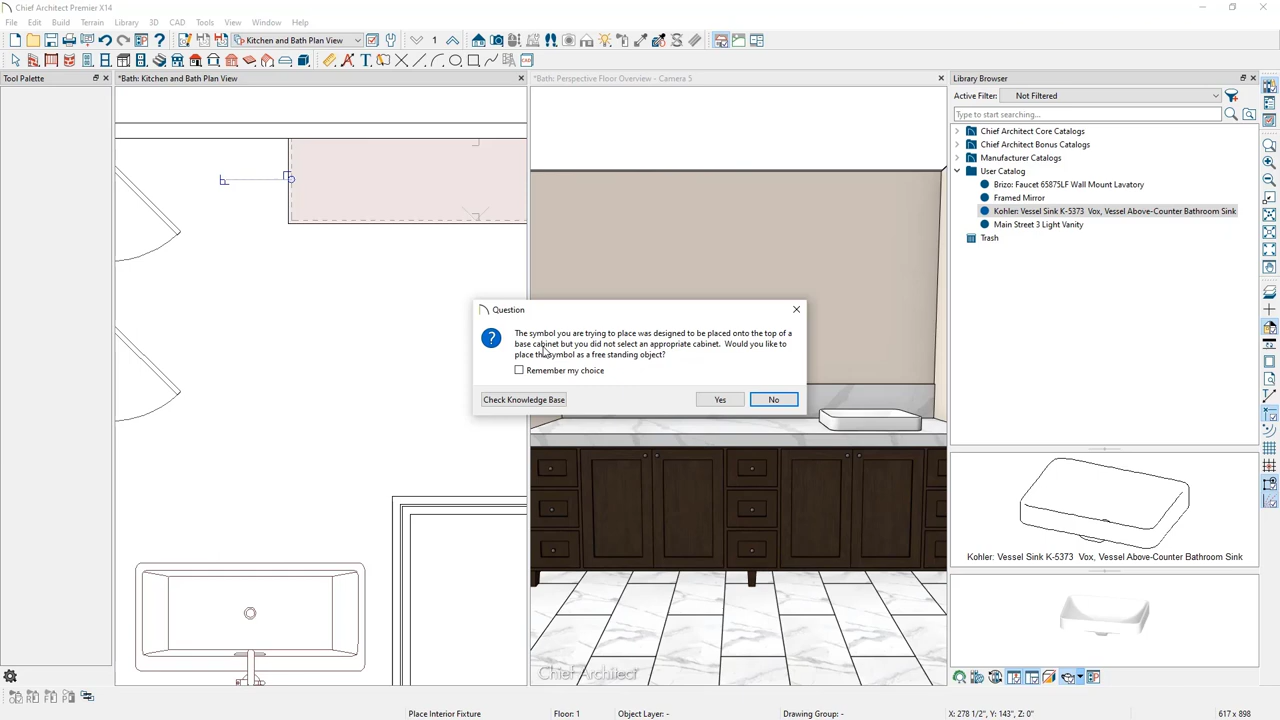 Chief Architect Premier X14
File Edit Build Terrain Library 3D CAD Tools View Window Help
Kitchen and Bath Plan View
1
Tool Palette
*Bath: Kitchen and Bath Plan View
*Bath: Perspective Floor Overview - Camera 5
Library Browser
Active Filter: Not Filtered
Type to start searching...
Chief Architect Core Catalogs
Chief Architect Bonus Catalogs
Manufacturer Catalogs
User Catalog
Brizo: Faucet 65875LF Wall Mount Lavatory
Framed Mirror
Kohler: Vessel Sink K-5373 Vox, Vessel Above-Counter Bathroom Sink
Main Street 3 Light Vanity
Trash
Question
The symbol you are trying to place was designed to be placed onto the top of a
base cabinet but you did not select an appropriate cabinet. Would you like to
place the symbol as a free standing object?
Remember my choice
Check Knowledge Base Yes No
Kohler: Vessel Sink K-5373 Vox, Vessel Above-Counter Bathroom Sink
Chief Architect
Place Interior Fixture Floor: 1 Object Layer: - Drawing Group: - X: 278 1/2", Y: 143", Z: 0" 617 x 898